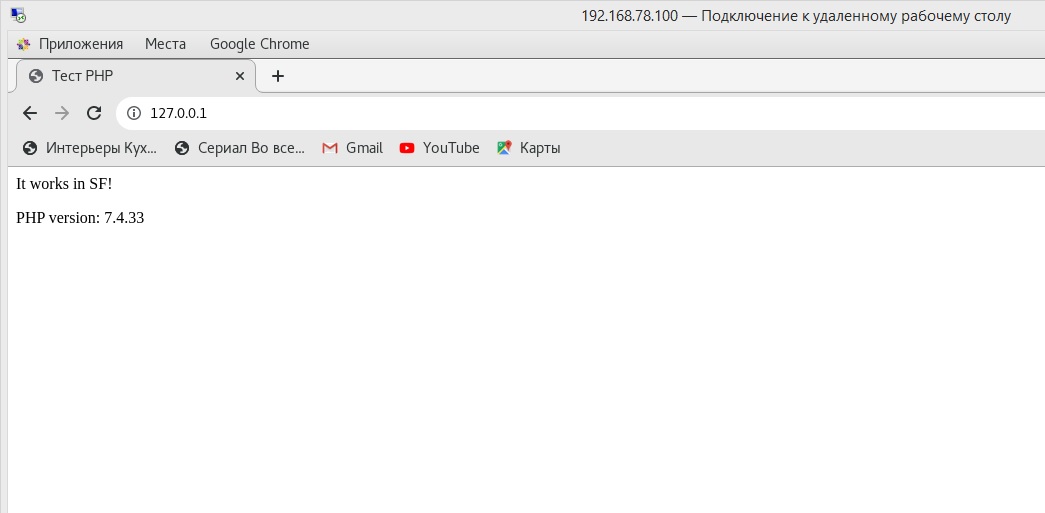 192.168.78.100 — Подключение к удаленному рабочему столу
Приложения Места Google Chrome
Тест PHP
127.0.0.1
Интерьеры Кух... Сериал Во все... Gmail YouTube Карты
It works in SF!
PHP version: 7.4.33